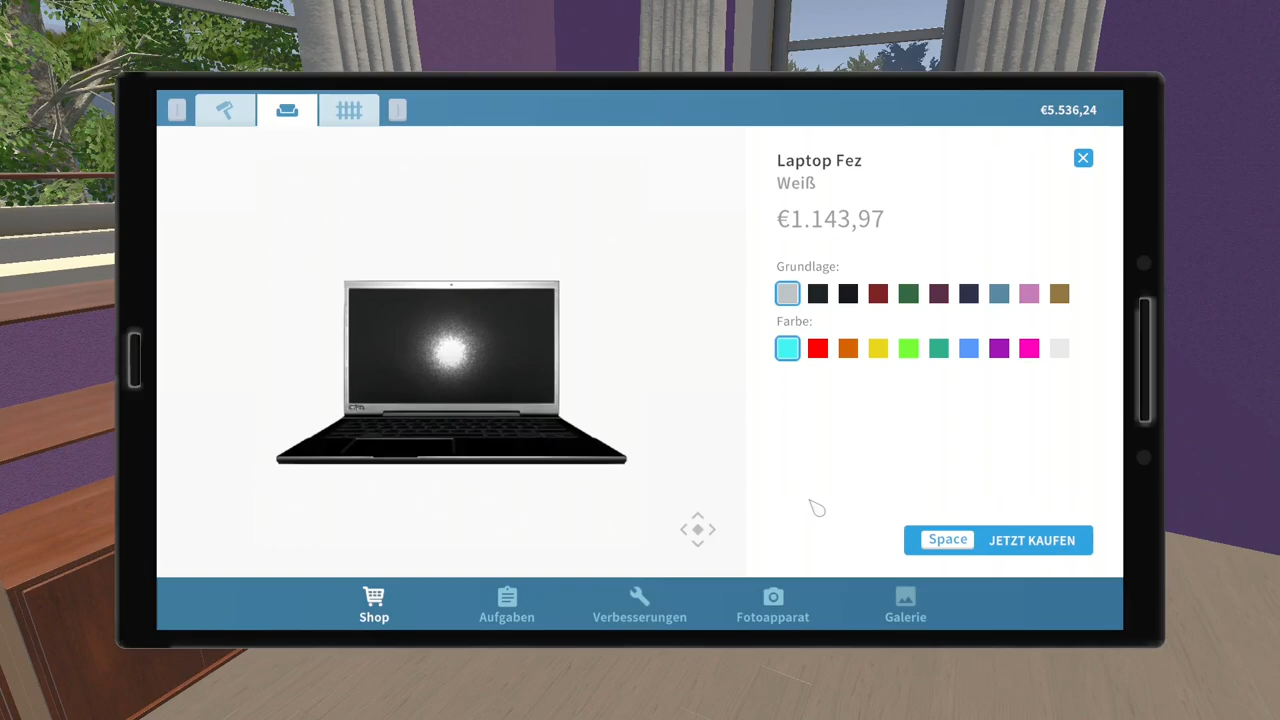 €5.536,24
Laptop Fez
Weiß
€1.143,97
Grundlage:
Farbe:
Space JETZT KAUFEN
Shop
Aufgaben
Verbesserungen
Fotoapparat
Galerie